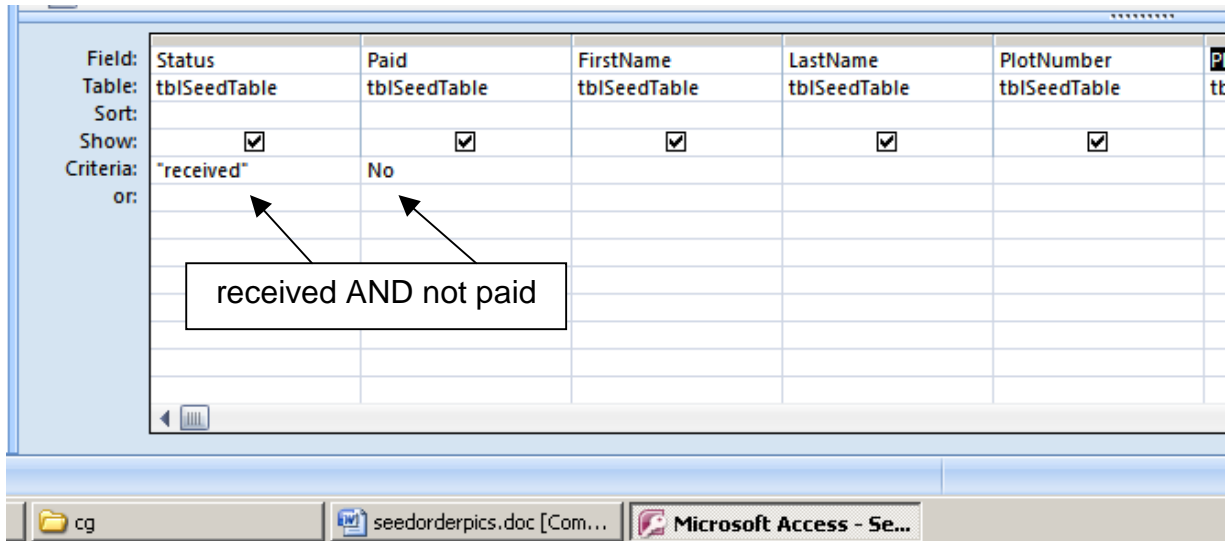 Field: Status Paid FirstName LastName PlotNumber
Table: tblSeedTable tblSeedTable tblSeedTable tblSeedTable tblSeedTable
Sort:
Show:
Criteria: "received" No
or:
received AND not paid
cg seedorderpics.doc [Com... Microsoft Access - Se...